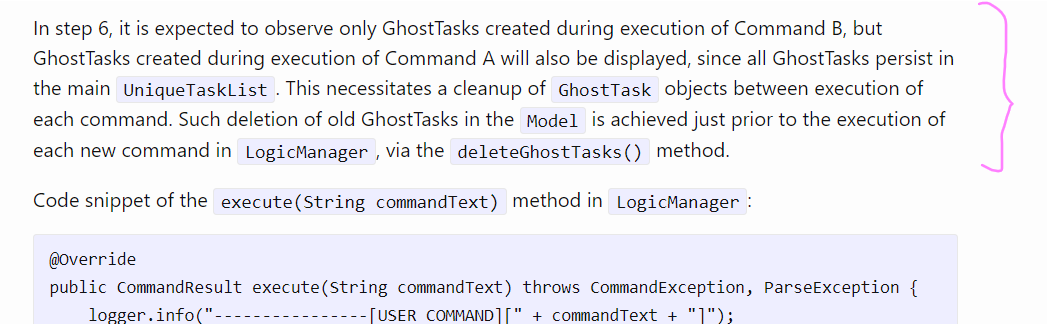 In step 6, it is expected to observe only GhostTasks created during execution of Command B, but
GhostTasks created during execution of Command A will also be displayed, since all GhostTasks persist in
the main UniqueTaskList . This necessitates a cleanup of GhostTask objects between execution of
each command. Such deletion of old GhostTasks in the Model is achieved just prior to the execution of
each new command in LogicManager , via the deleteGhostTasks() method.
Code snippet of the execute(String commandText) method in LogicManager :
@Override
public CommandResult execute(String commandText) throws CommandException, ParseException {
logger.info("----------------[USER COMMAND][" + commandText + "]");